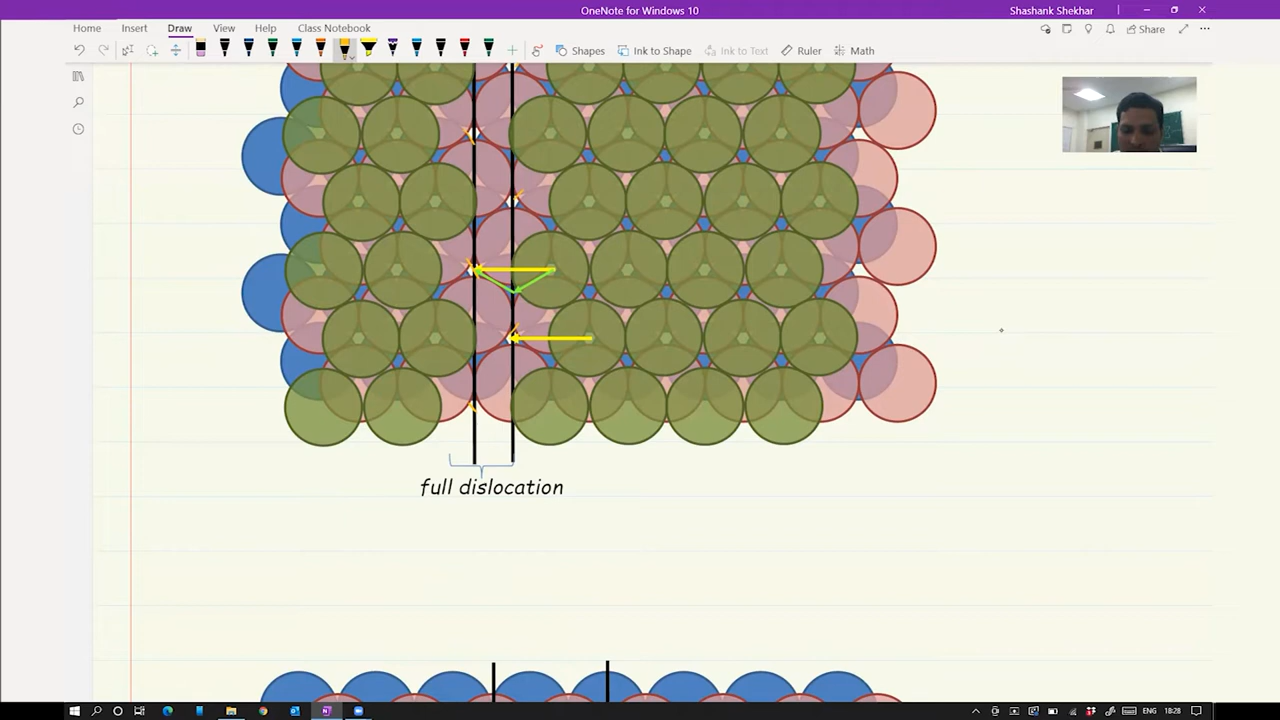 OneNote for Windows 10
Shashank Shekhar
Home
Insert
Draw
View
Help
Class Notebook
Share
Shapes
Ink to Shape
Ink to Text
Ruler
Math
full dislocation
ENG
18:28